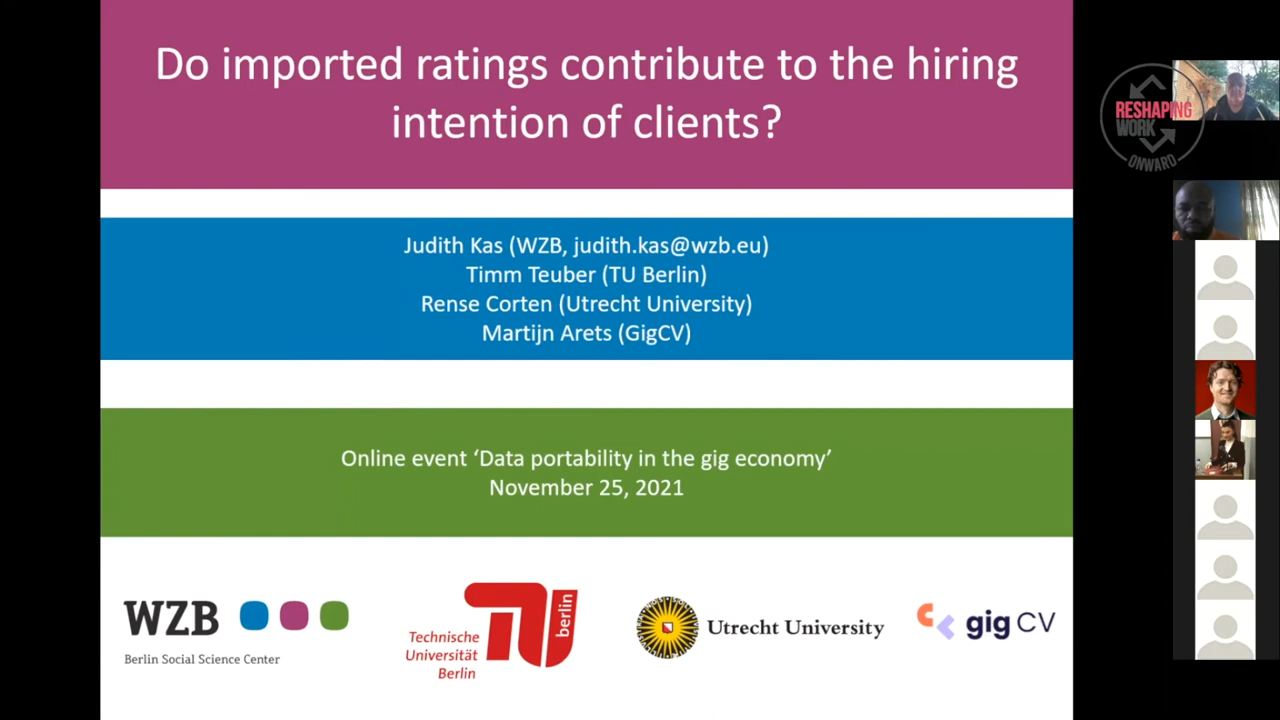 Do imported ratings contribute to the hiring
intention of clients?
Judith Kas (WZB, judith.kas@wzb.eu)
Timm Teuber (TU Berlin)
Rense Corten (Utrecht University)
Martijn Arets (GigCV)
Online event ‘Data portability in the gig economy’
November 25, 2021
WZB
Berlin Social Science Center
Technische
Universität
Berlin
berlin
Utrecht University
gig CV
RESHAPING
WORK
ONWARD